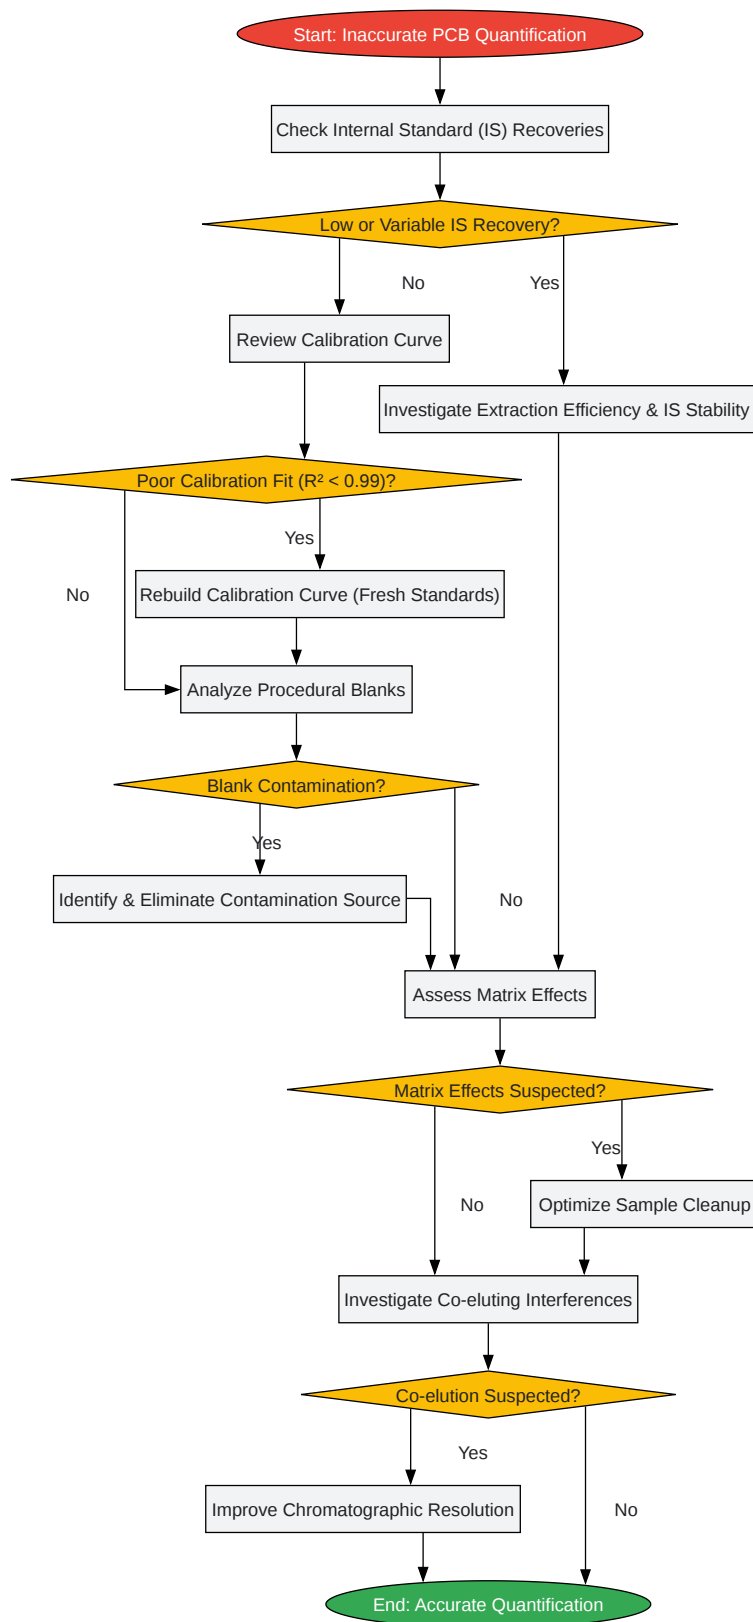 Start: Inaccurate PCB Quantification
Check Internal Standard (IS) Recoveries
Low or Variable IS Recovery?
No
Yes
Review Calibration Curve
Investigate Extraction Efficiency & IS Stability
Poor Calibration Fit (R² < 0.99)?
Yes
No
Rebuild Calibration Curve (Fresh Standards)
Analyze Procedural Blanks
Blank Contamination?
Yes
Identify & Eliminate Contamination Source
No
Assess Matrix Effects
Matrix Effects Suspected?
Yes
No
Optimize Sample Cleanup
Investigate Co-eluting Interferences
Co-elution Suspected?
Yes
Improve Chromatographic Resolution
No
End: Accurate Quantification